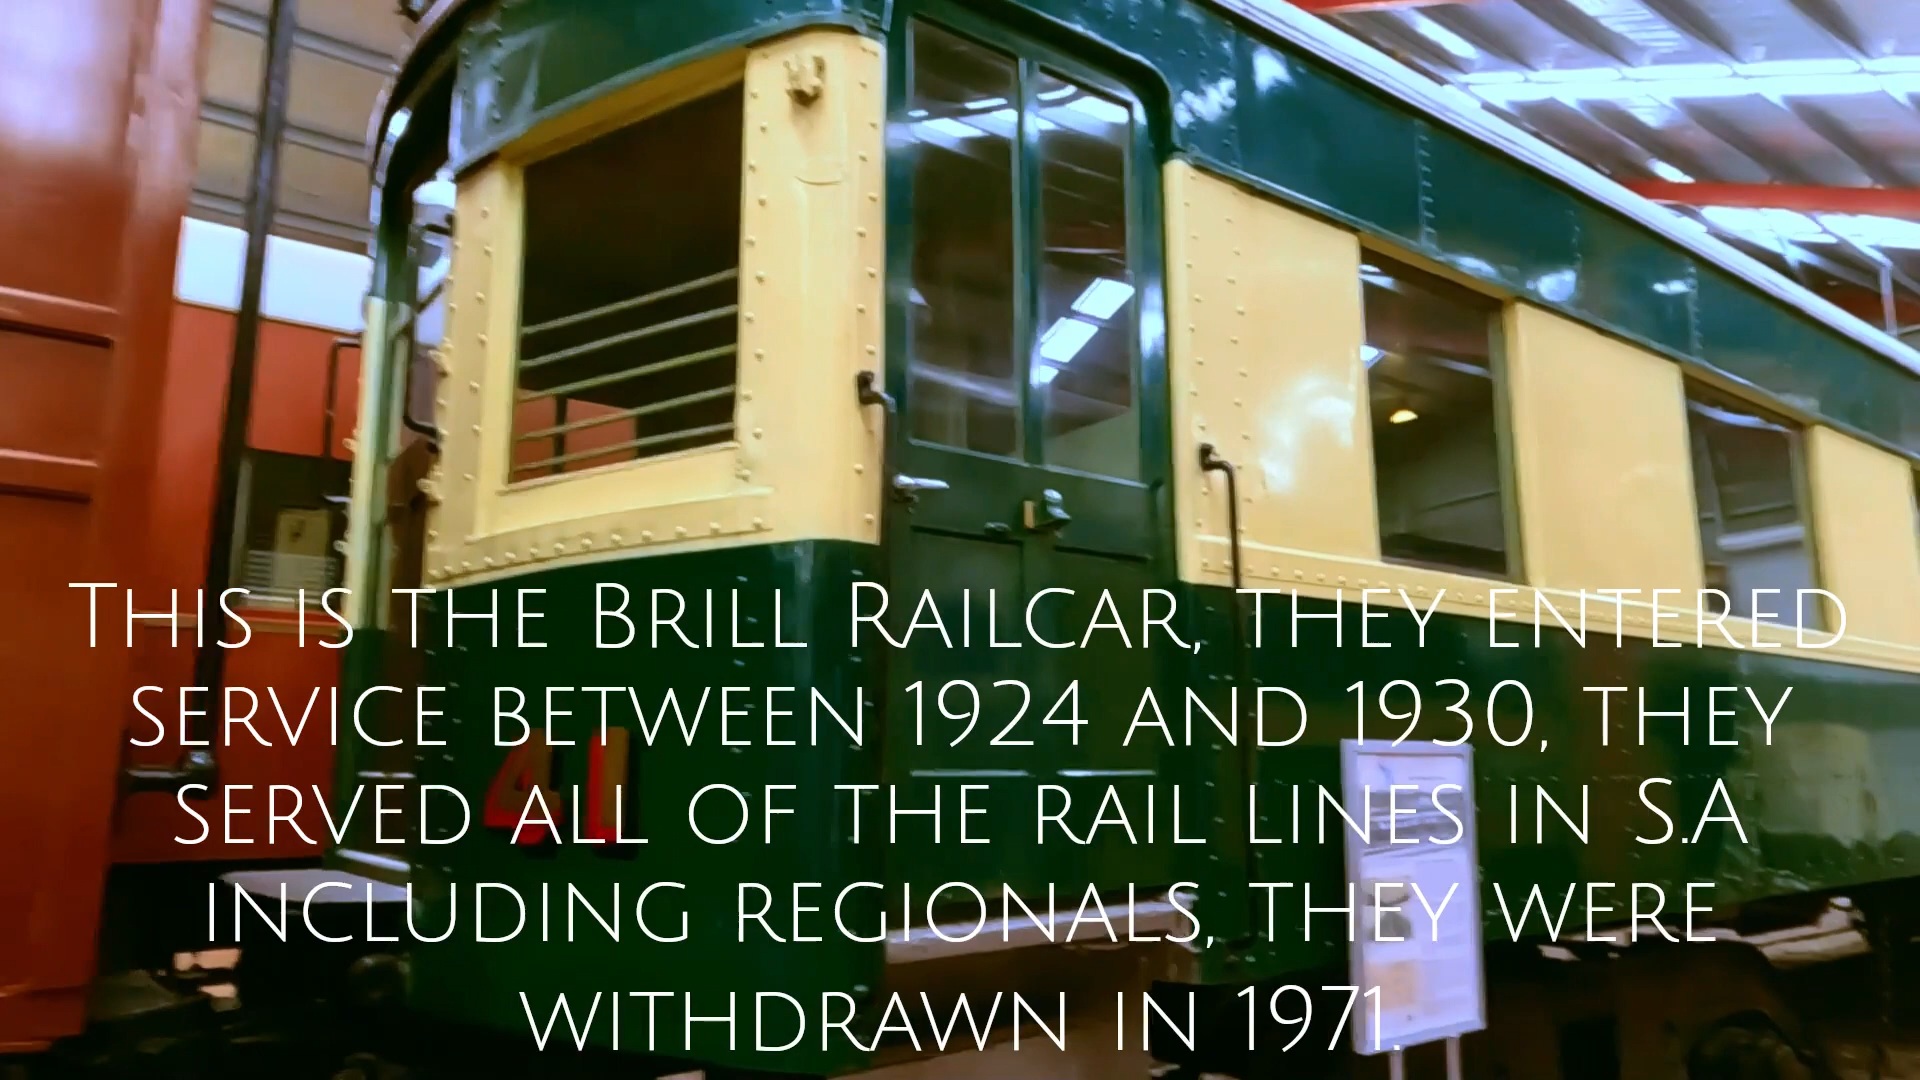 This is the Brill Railcar, they entered
service between 1924 and 1930, they
served all of the rail lines in S.A
including regionals, they were
withdrawn in 1971.
41